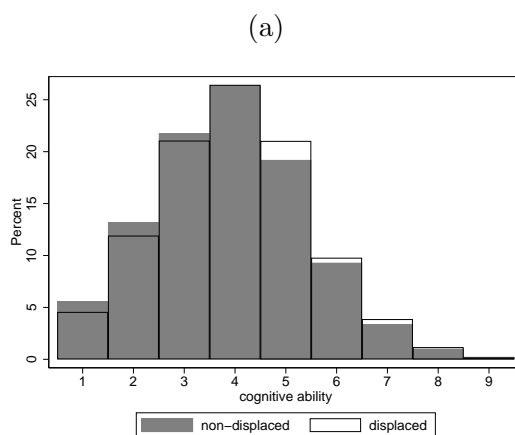 (a)
Percent
25
20
15
10
5
0
1 2 3 4 5 6 7 8 9
cognitive ability
non−displaced displaced